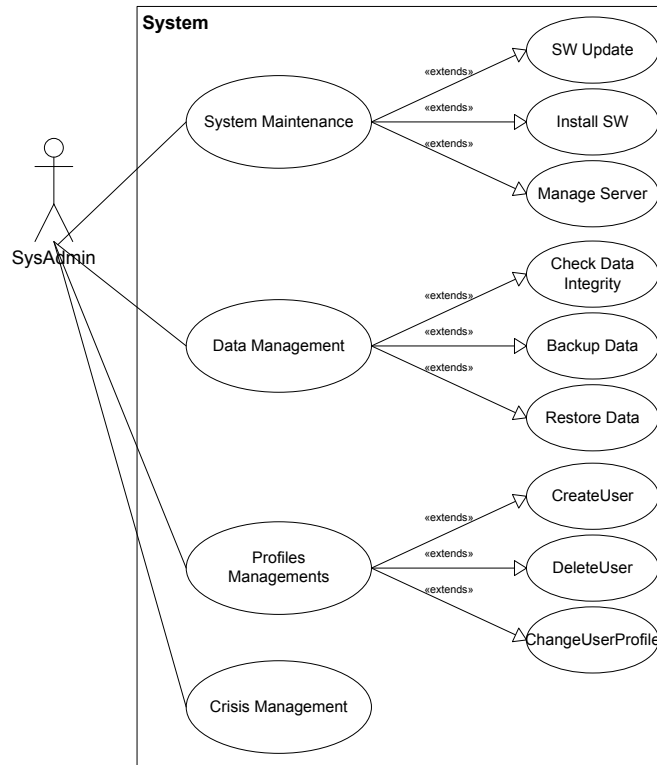 System
SW Update
«extends»
System Maintenance
«extends»
Install SW
«extends»
Manage Server
SysAdmin
Check Data
Integrity
«extends»
Data Management
«extends»
Backup Data
«extends»
Restore Data
CreateUser
«extends»
Profiles
Managements
«extends»
DeleteUser
«extends»
ChangeUserProfile
Crisis Management